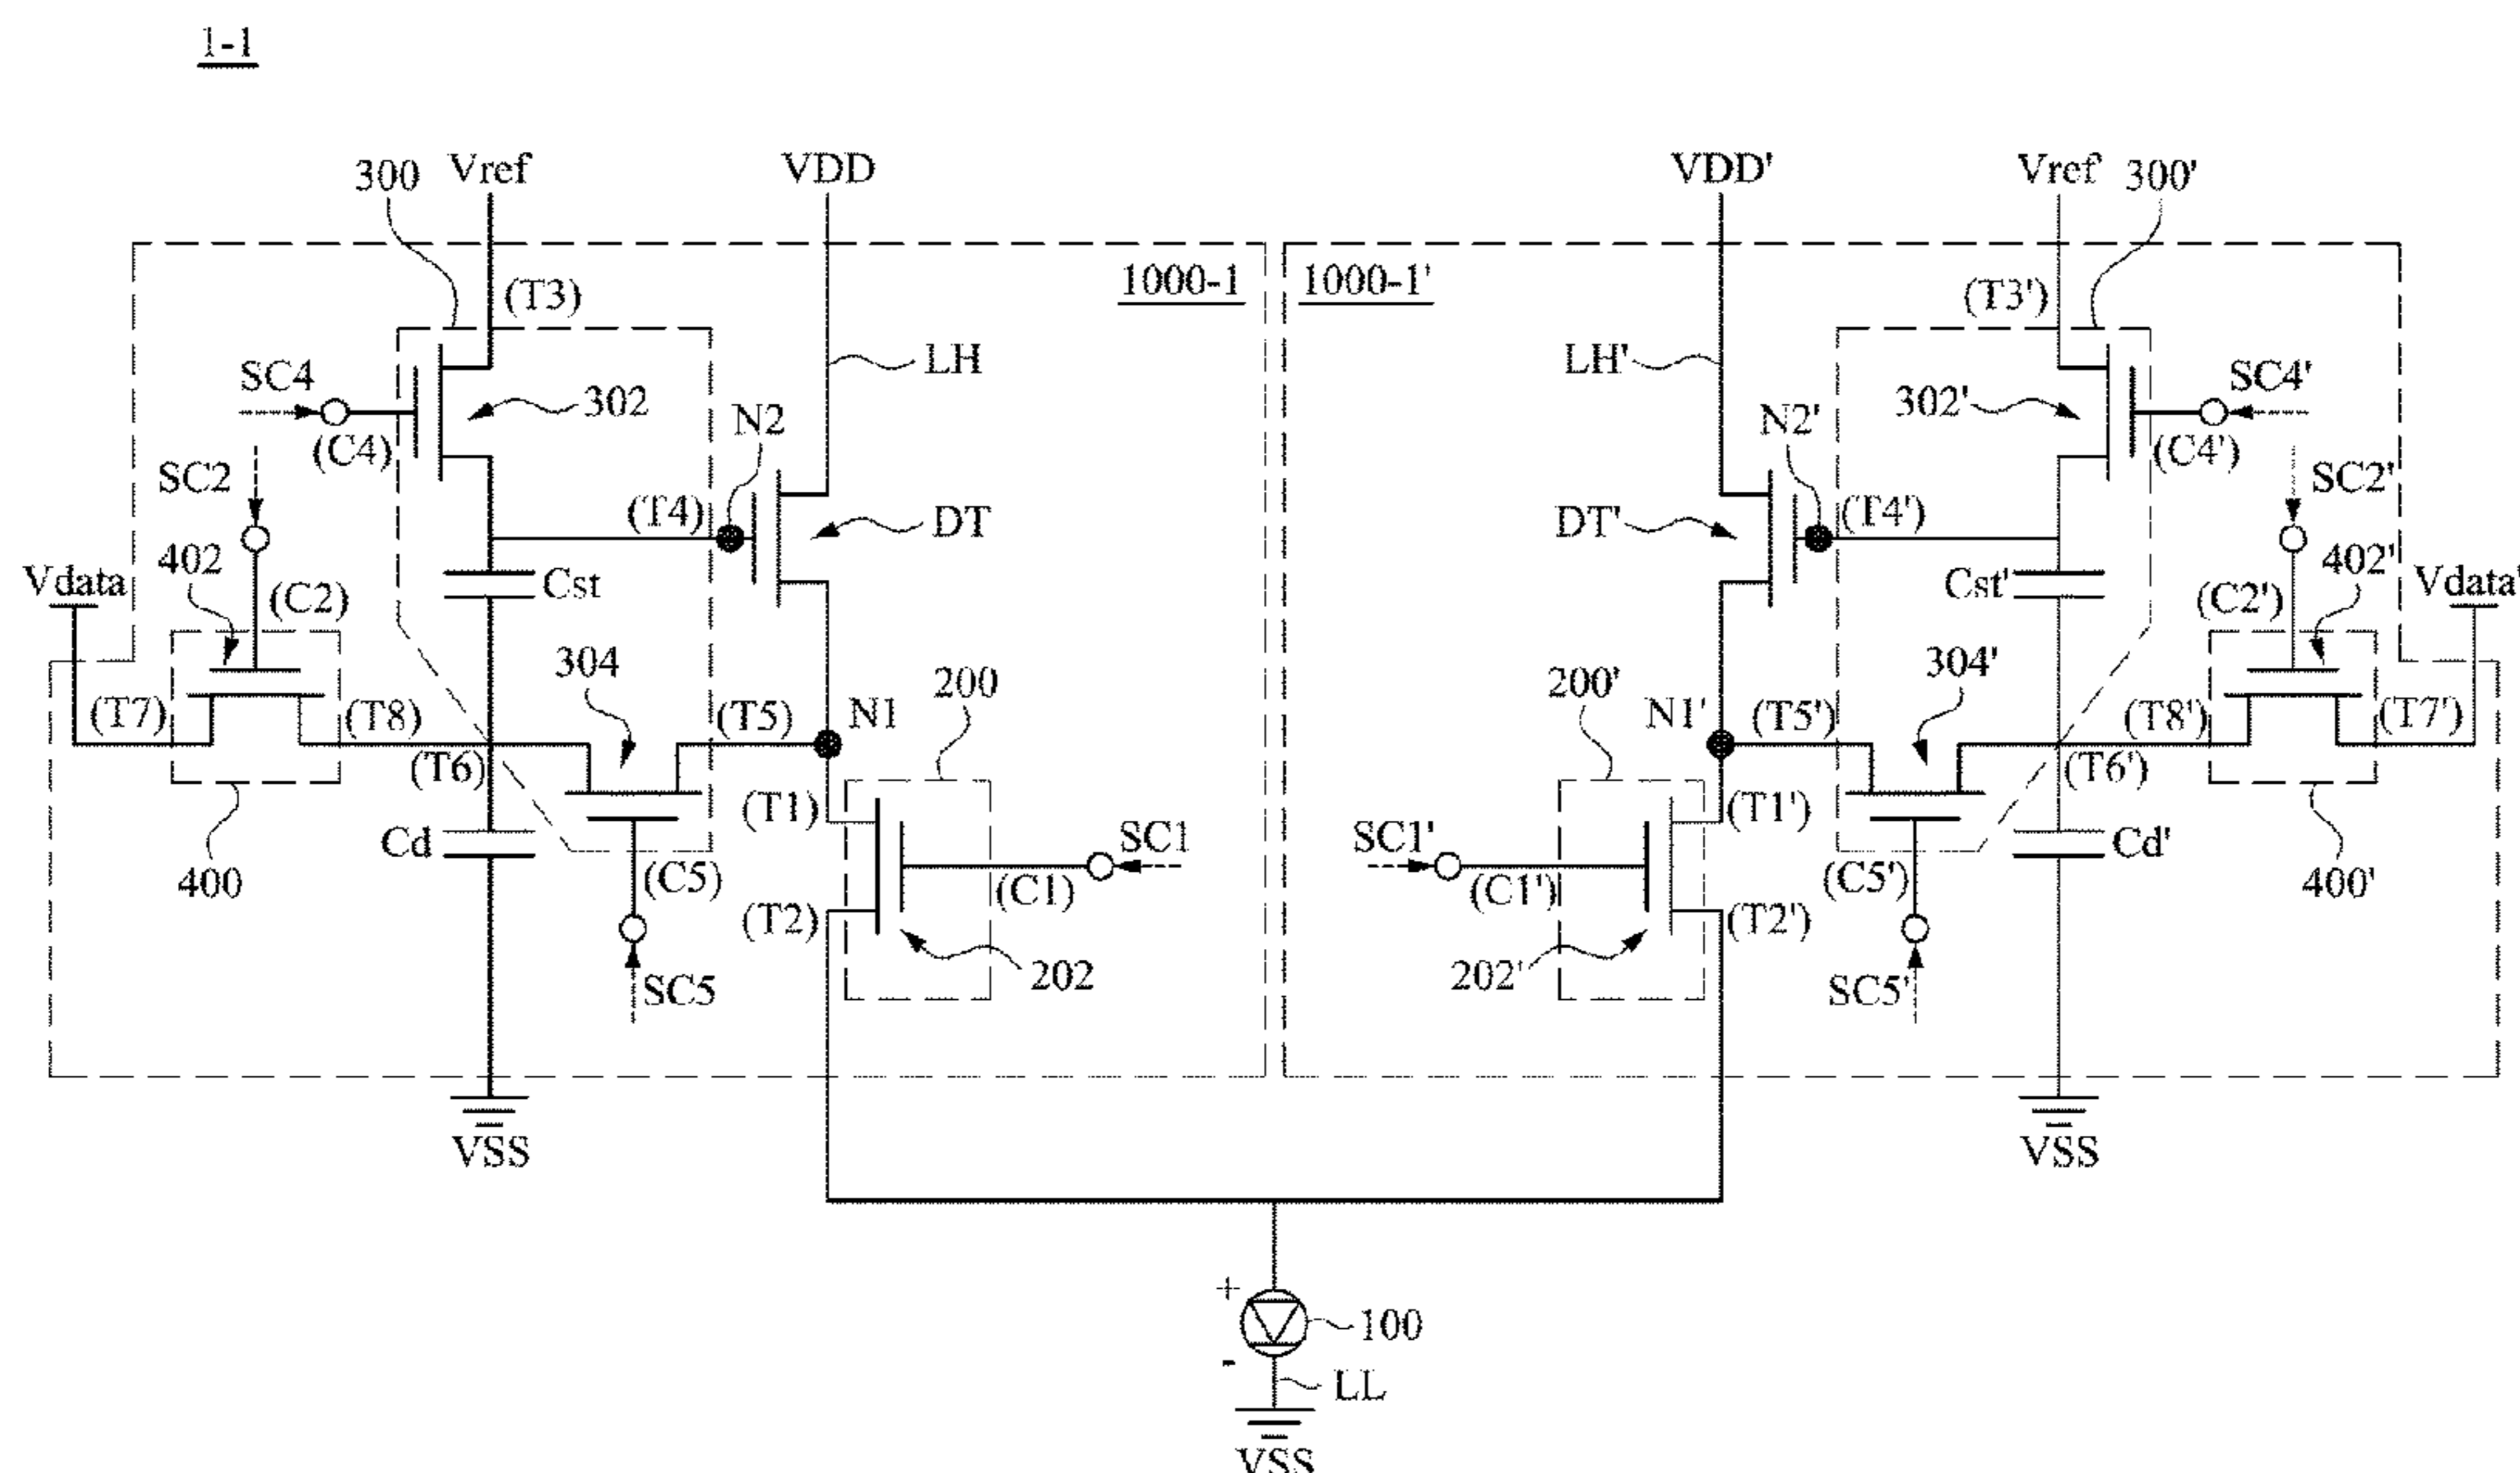 1-1
300 Vref VDD VDD' Vref' 300'
(T3) 1000-1 1000-1' (T3')
SC4 302 LH LH' 302' SC4'
(C4) N2 N2' (C4')
SC2 SC2'
(T4) DT DT' (T4')
Vdata 402 (C2) Cst Cst' (C2') 402' Vdata'
304 200 200' 304'
(T7) (T8) (T5) N1 N1' (T5') (T8') (T7')
(T6) (T6')
(T1) (T1')
Cd SC1 SC1' Cd'
400 (C5) (C1) (C1') (C5') 400'
(T2) (T2')
SC5 202 202' SC5'
VSS VSS
+
100
-
LL
VSS